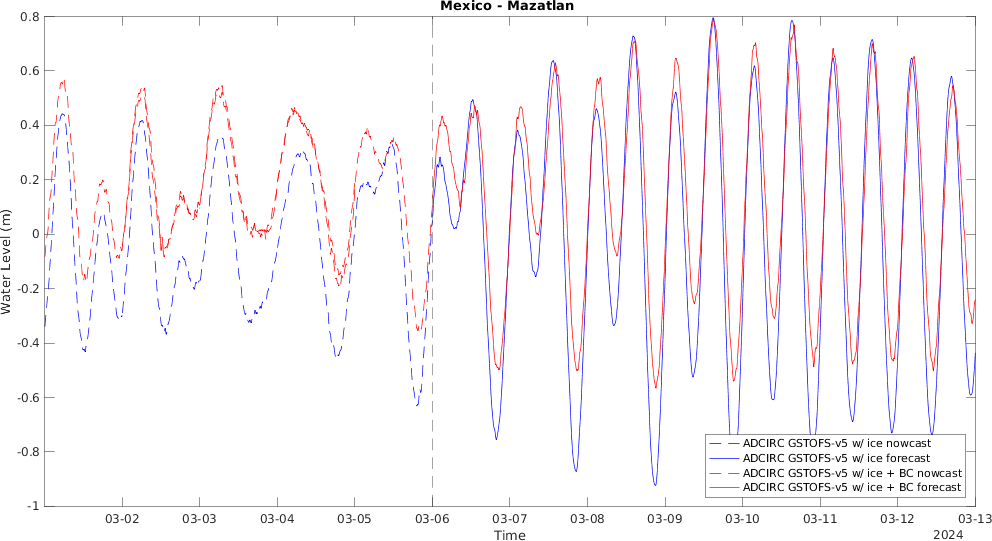 Mexico - Mazatlan
0.8
0.6
0.4
0.2
0
-0.2
-0.4
-0.6
-0.8
-1
Water Level (m)
ADCIRC GSTOFS-v5 w/ ice nowcast
ADCIRC GSTOFS-v5 w/ ice forecast
ADCIRC GSTOFS-v5 w/ ice + BC nowcast
ADCIRC GSTOFS-v5 w/ ice + BC forecast
03-02 03-03 03-04 03-05 03-06 03-07 03-08 03-09 03-10 03-11 03-12 03-13
Time
2024